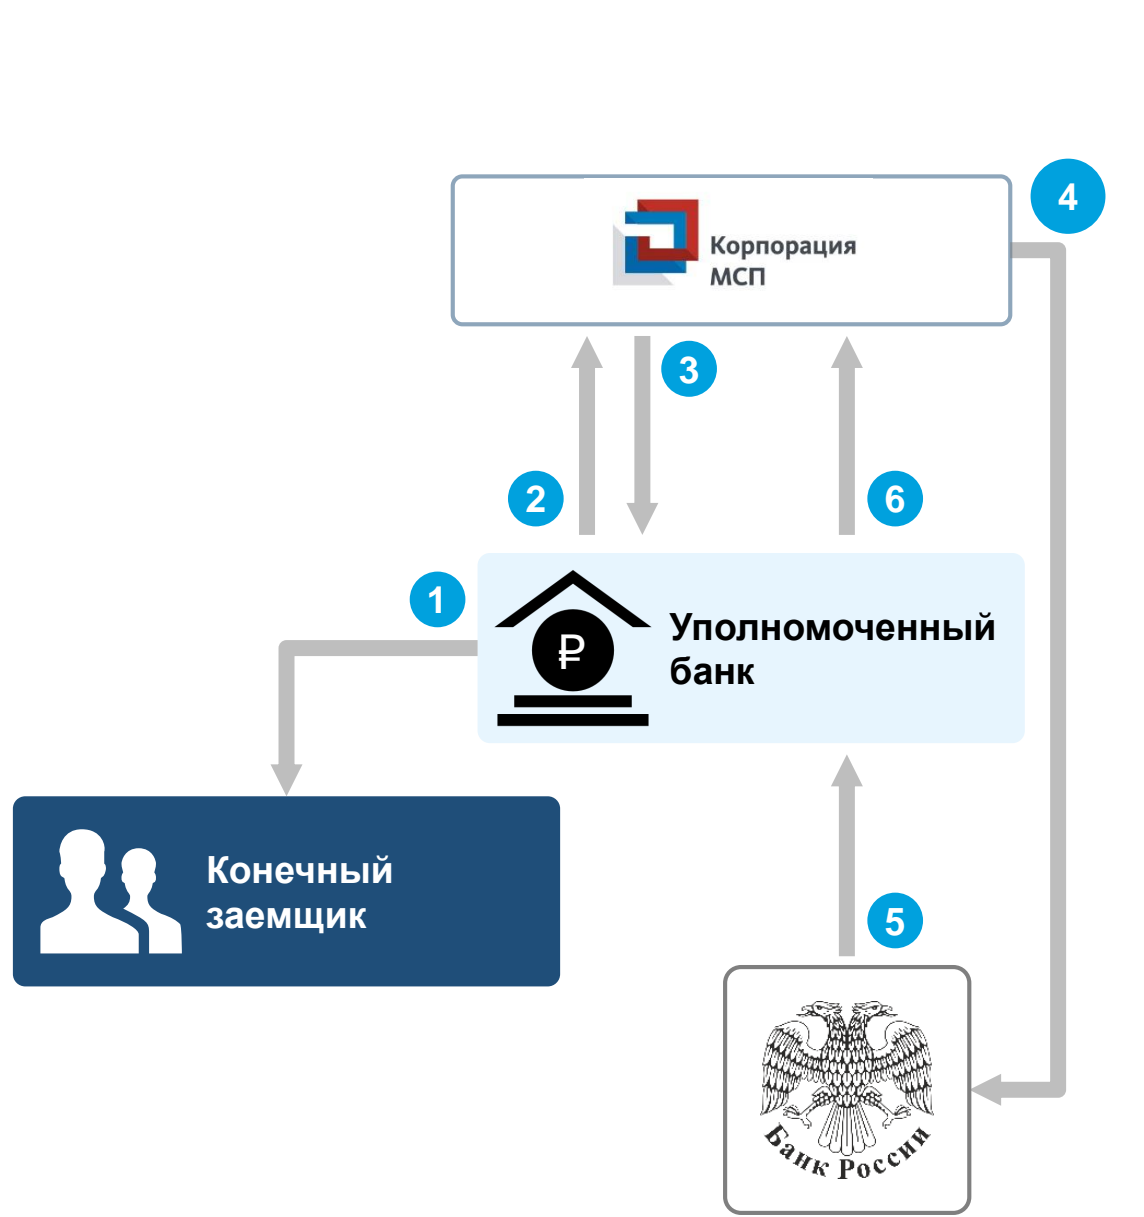 4
Корпорация
МСП
3
2
6
1
₽
Уполномоченный
банк
Конечный
заемщик
5
Банк России